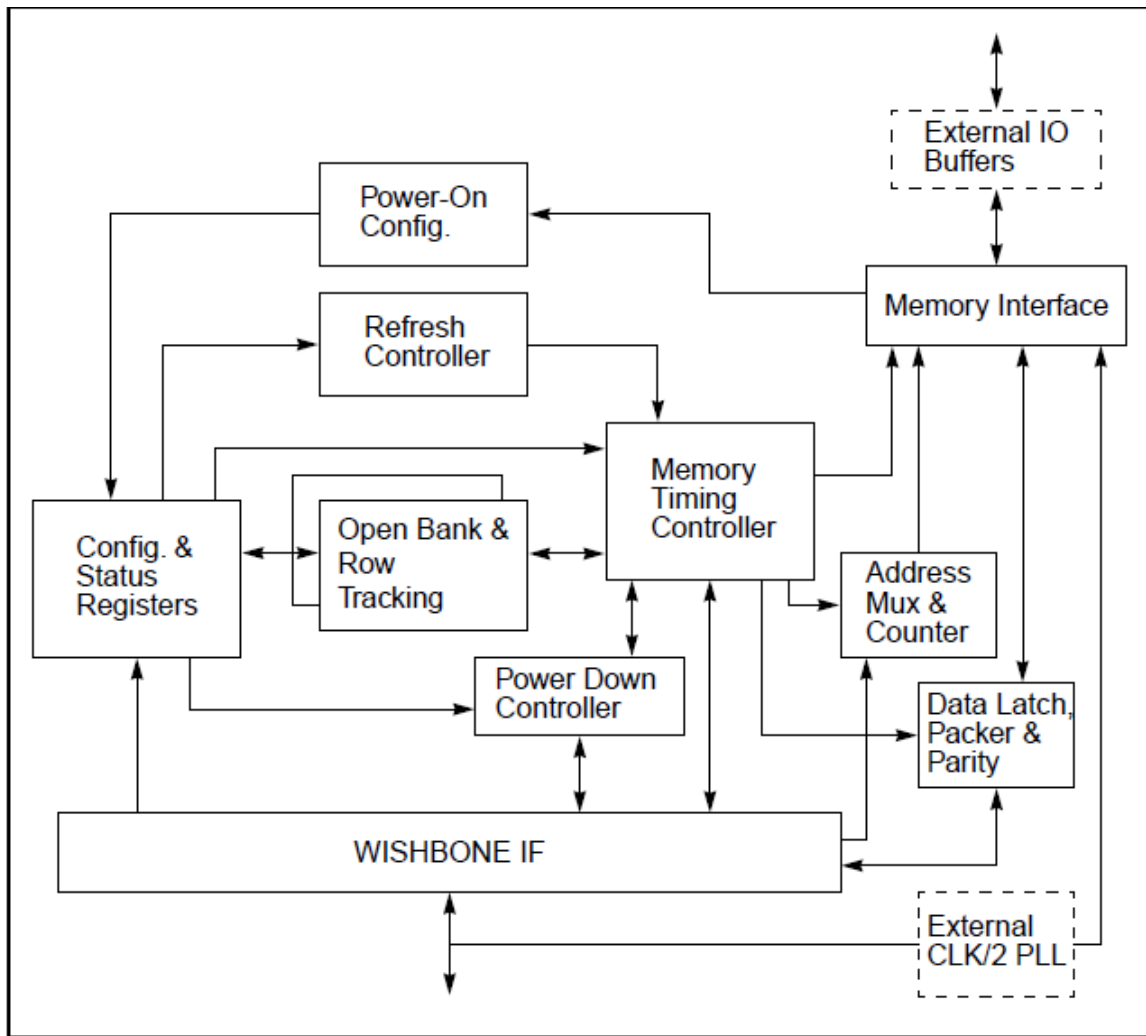 External IO
Buffers
Power-On
Config.
Memory Interface
Refresh
Controller
Memory
Timing
Controller
Config. &
Status
Registers
Open Bank &
Row
Tracking
Address
Mux &
Counter
Power Down
Controller
Data Latch,
Packer &
Parity
WISHBONE IF
External
CLK/2 PLL